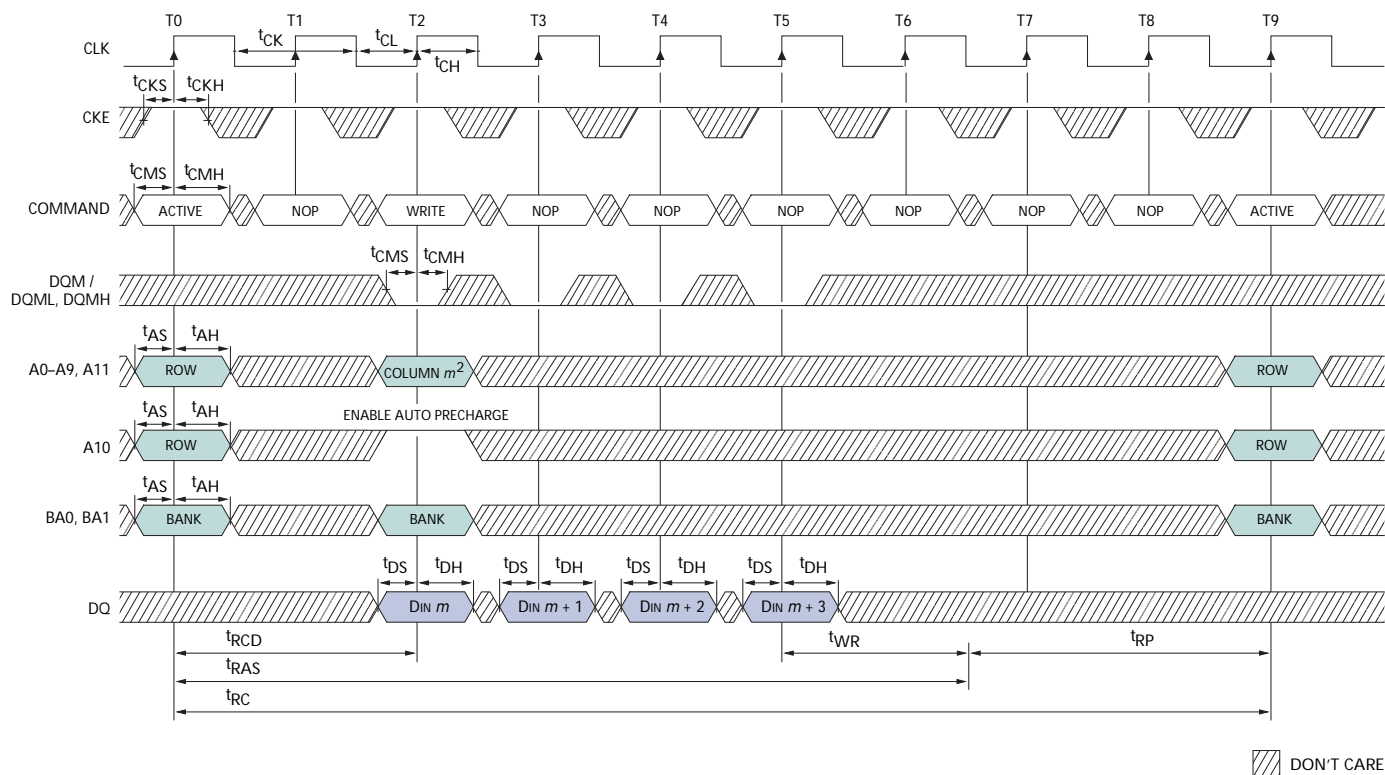 T0 T1 T2 T3 T4 T5 T6 T7 T8 T9
CLK tCK tCL tCH
tCKS tCKH
CKE
tCMS tCMH
COMMAND ACTIVE NOP WRITE NOP NOP NOP NOP NOP NOP ACTIVE
tCMS tCMH
DQM /
DQML, DQMH
tAS tAH
A0–A9, A11 ROW COLUMN m² ROW
ENABLE AUTO PRECHARGE
tAS tAH
A10 ROW ROW
tAS tAH
BA0, BA1 BANK BANK BANK
tDS tDH tDS tDH tDS tDH tDS tDH
DQ DIN m DIN m + 1 DIN m + 2 DIN m + 3
tRCD tWR tRP
tRAS
tRC
DON'T CARE